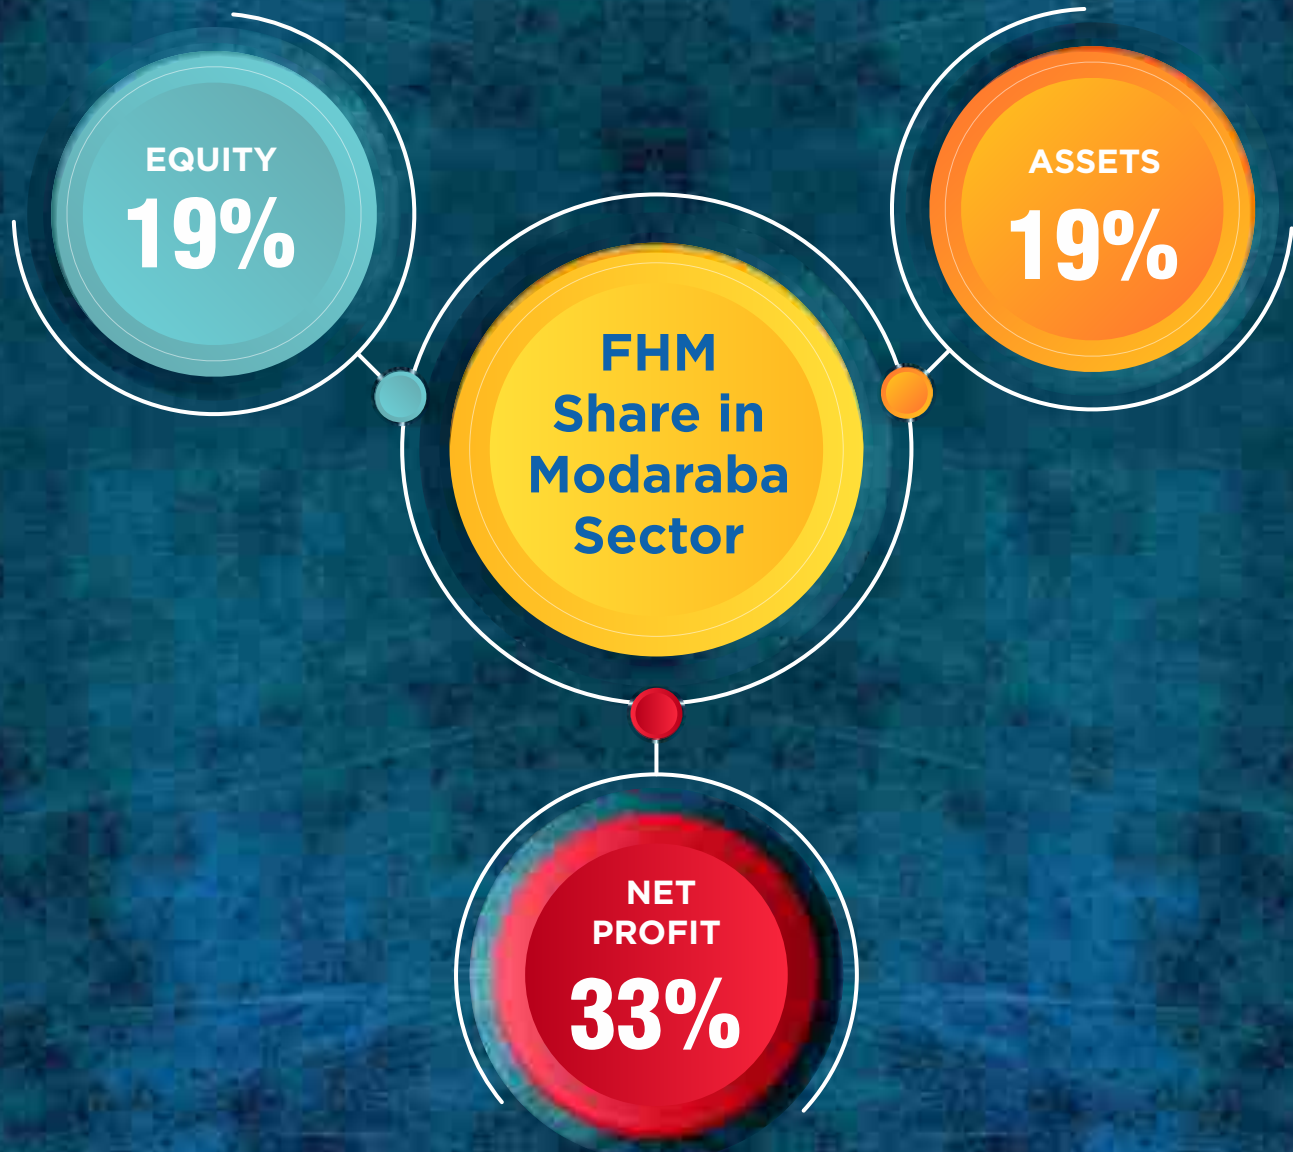 EQUITY
19%
ASSETS
19%
FHM
Share in
Modaraba
Sector
NET
PROFIT
33%